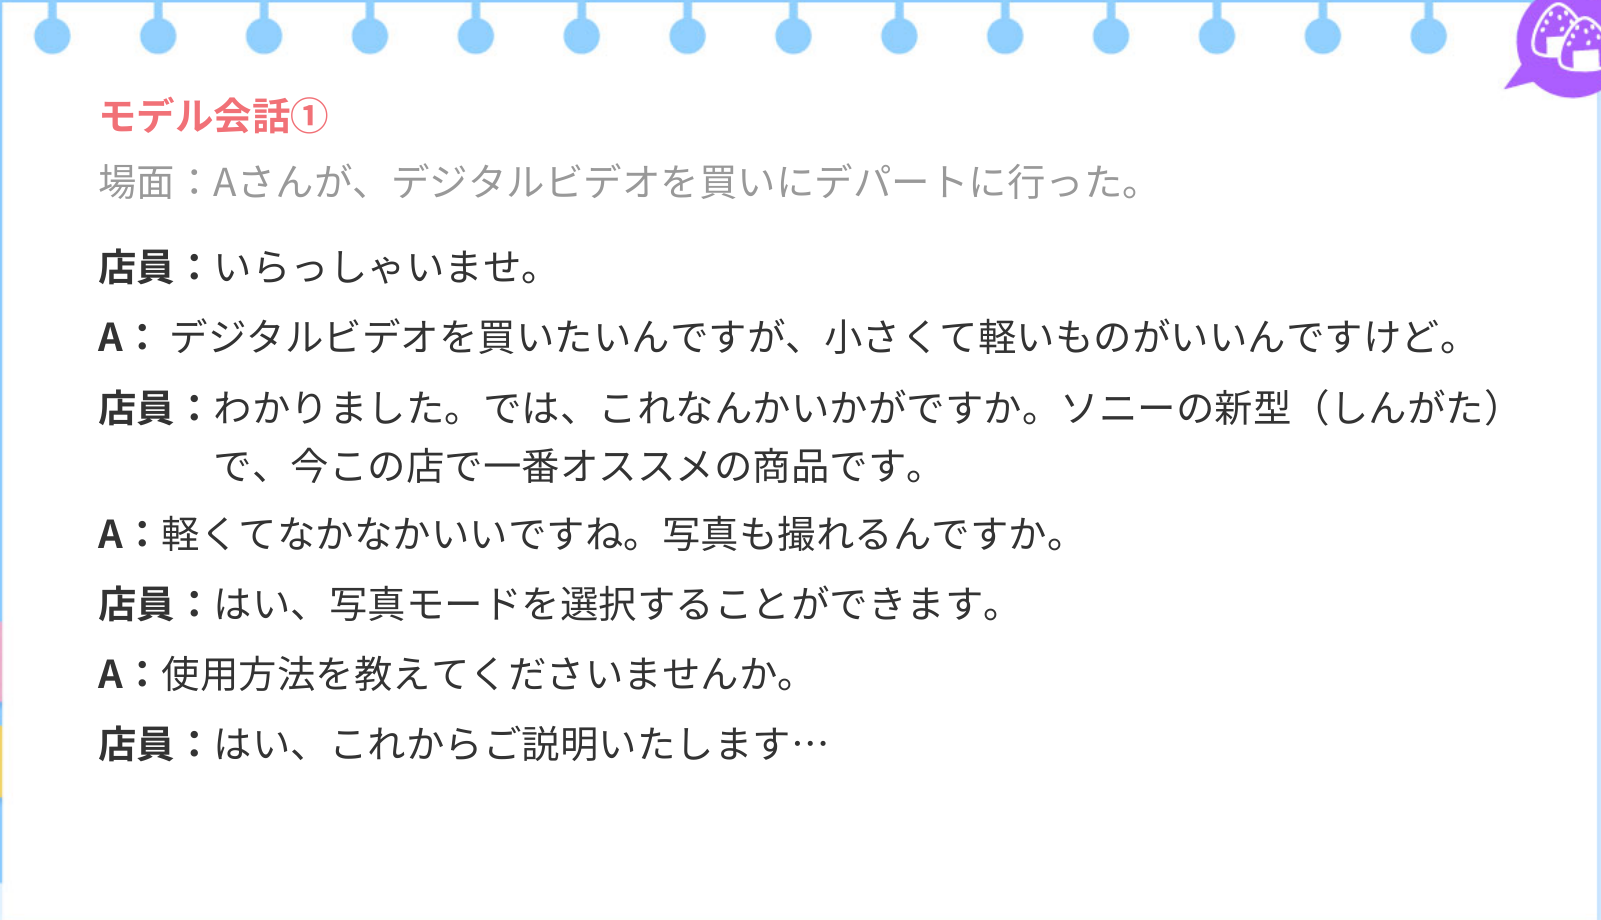 モデル会話①
場面：Aさんが、デジタルビデオを買いにデパートに行った。
店員：いらっしゃいませ。
A： デジタルビデオを買いたいんですが、小さくて軽いものがいいんですけど。
店員：わかりました。では、これなんかいかがですか。ソニーの新型（しんがた）
で、今この店で一番オススメの商品です。
A：軽くてなかなかいいですね。写真も撮れるんですか。
店員：はい、写真モードを選択することができます。
A：使用方法を教えてくださいませんか。
店員：はい、これからご説明いたします…